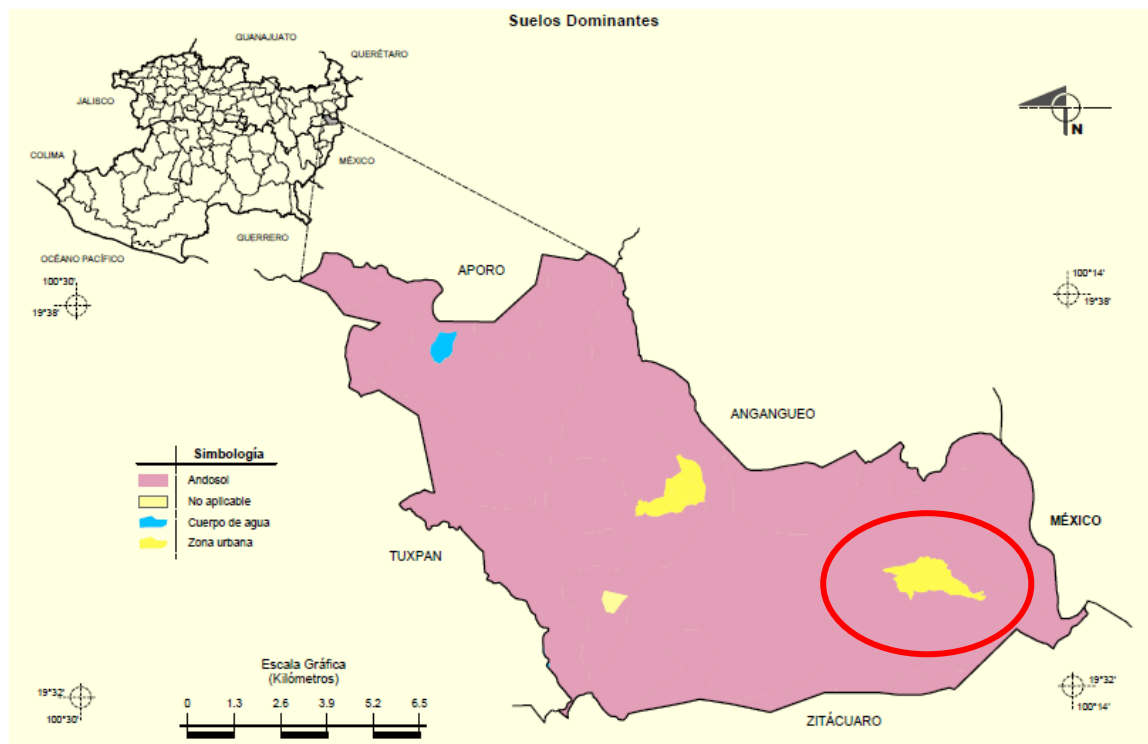 Suelos Dominantes
GUANAJUATO
QUERÉTARO
JALISCO
COLIMA
MÉXICO
GUERRERO
OCÉANO PACÍFICO
N
100°30'
19°38'
APORO
100°14'
19°38'
ANGANGUEO
Simbología
Andosol
No aplicable
Cuerpo de agua
Zona urbana
MÉXICO
TUXPAN
Escala Gráfica
(Kilómetros)
0 1.3 2.6 3.9 5.2 6.5
19°32'
100°30'
19°32'
100°14'
ZITÁCUARO